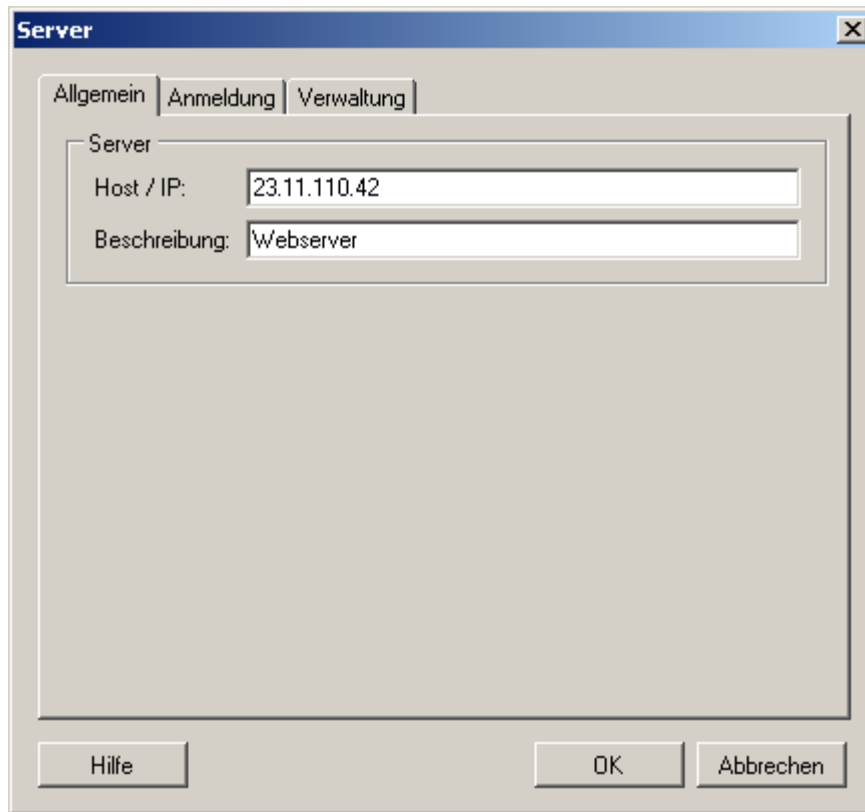 Server
Allgemein Anmeldung Verwaltung
Server
Host / IP: 23.11.110.42
Beschreibung: Webserver
Hilfe OK Abbrechen